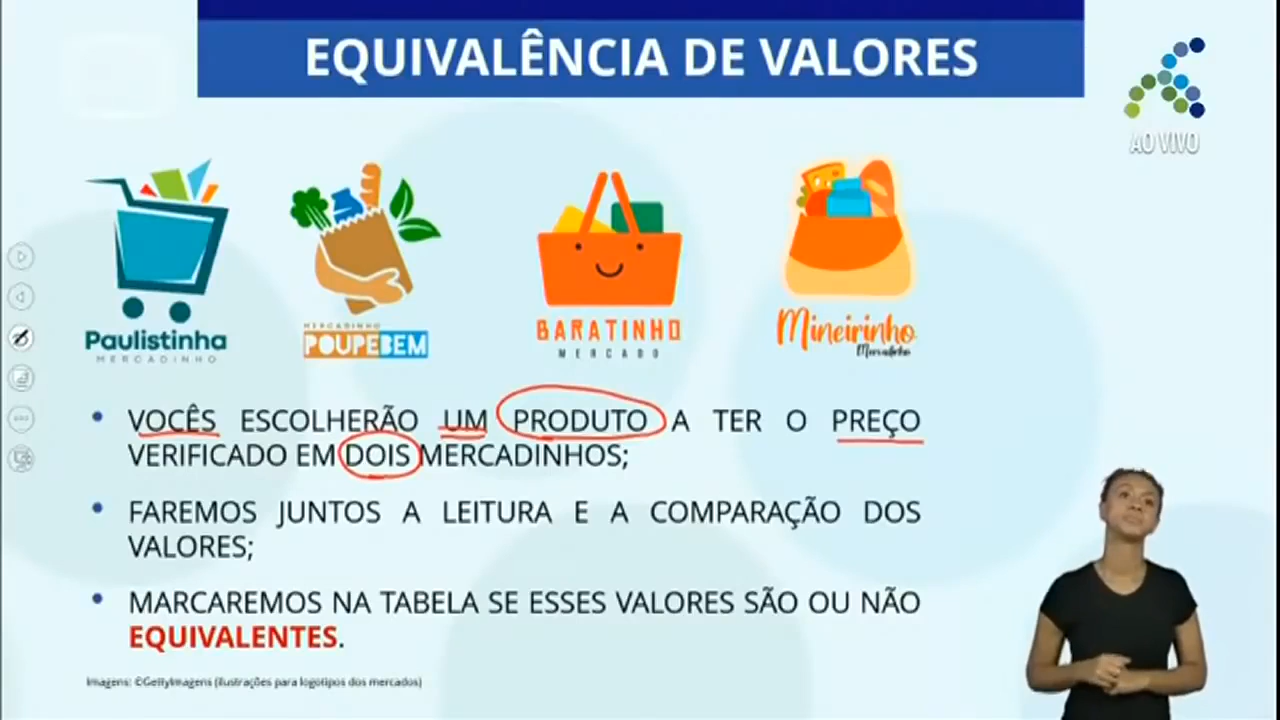 EQUIVALÊNCIA DE VALORES
AO VIVO
Paulistinha
MERCADINHO
MERCADINHO
POUPEBEM
BARATINHO
MERCADO
Mineirinho
Mercadinho
• VOCÊS ESCOLHERÃO UM PRODUTO A TER O PREÇO
VERIFICADO EM DOIS MERCADINHOS;
• FAREMOS JUNTOS A LEITURA E A COMPARAÇÃO DOS
VALORES;
• MARCAREMOS NA TABELA SE ESSES VALORES SÃO OU NÃO
EQUIVALENTES.
Imagens: ©GettyImagens (ilustrações para logotipos dos mercados)